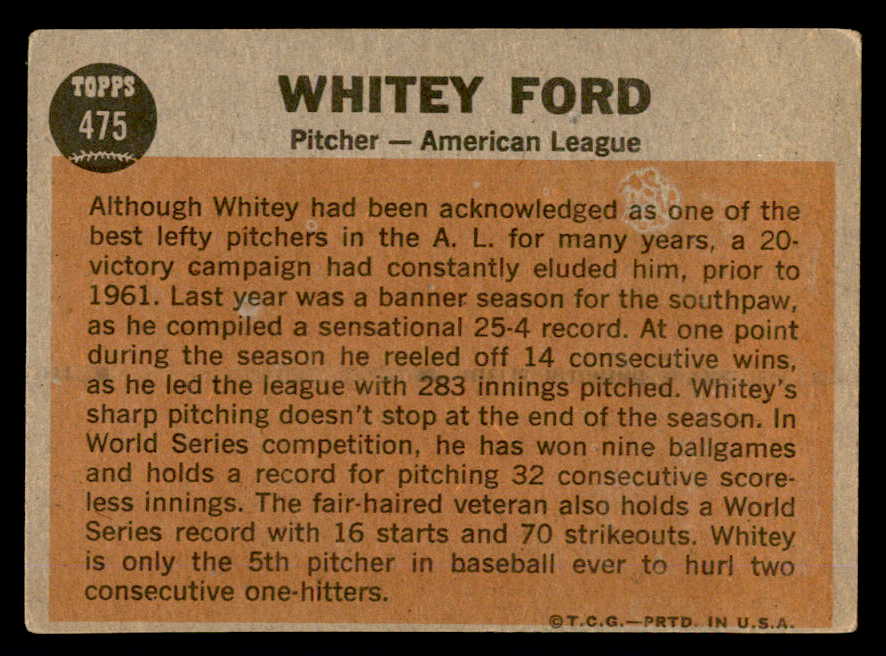 TOPPS
475
WHITEY FORD
Pitcher — American League
Although Whitey had been acknowledged as one of the
best lefty pitchers in the A. L. for many years, a 20-
victory campaign had constantly eluded him, prior to
1961. Last year was a banner season for the southpaw,
as he compiled a sensational 25-4 record. At one point
during the season he reeled off 14 consecutive wins,
as he led the league with 283 innings pitched. Whitey's
sharp pitching doesn't stop at the end of the season. In
World Series competition, he has won nine ballgames
and holds a record for pitching 32 consecutive score-
less innings. The fair-haired veteran also holds a World
Series record with 16 starts and 70 strikeouts. Whitey
is only the 5th pitcher in baseball ever to hurl two
consecutive one-hitters.
©T.C.G.—PRTD. IN U.S.A.